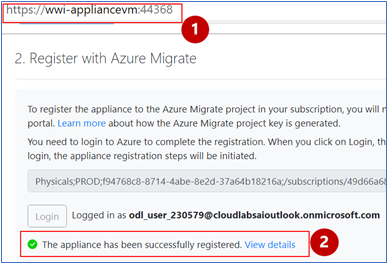 https://wwi-appliancevm:44368
1
2. Register with Azure Migrate
To register the appliance to the Azure Migrate project in your subscription, you will n
portal. Learn more about how the Azure Migrate project key is generated.
You need to login to Azure to complete the registration. When you click on Login, th
login, the appliance registration steps will be initiated.
Physicals;PROD;f94768c8-8714-4abe-8e2d-37a64b18216a;/subscriptions/49d66a68
Login Logged in as odl_user_230579@cloudlabsaioutlook.onmicrosoft.com
The appliance has been successfully registered. View details
2